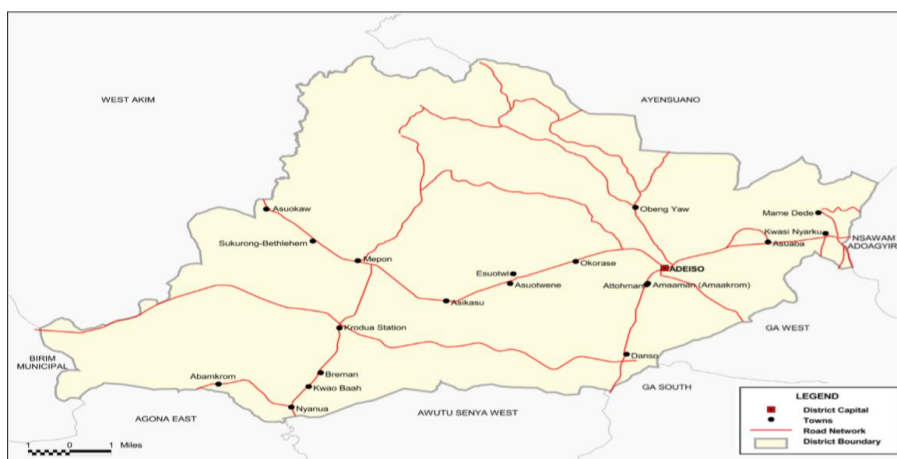 WEST AKIM
AYENSUANO
Asuokaw
Obeng Yaw
Mame Dede
Kwasi Nyarku
NSAWAM
ADOAGYIR
Sukurong-Bethlehem
Asuaba
Mepon
Okorase
ADEISO
Esuotwi
Asuotwene
Attohman
Amaaman (Amaakrom)
Asikasu
Krodua Station
GA WEST
BIRIM
MUNICIPAL
Danso
Breman
Abamkrom
Kwao Baah
GA SOUTH
Nyanua
AGONA EAST
AWUTU SENYA WEST
LEGEND
District Capital
Towns
Road Network
District Boundary
1 0 1 Miles